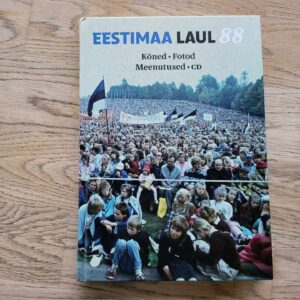 EESTIMAA LAUL 88
Kõned • Fotod
Meenutused • CD